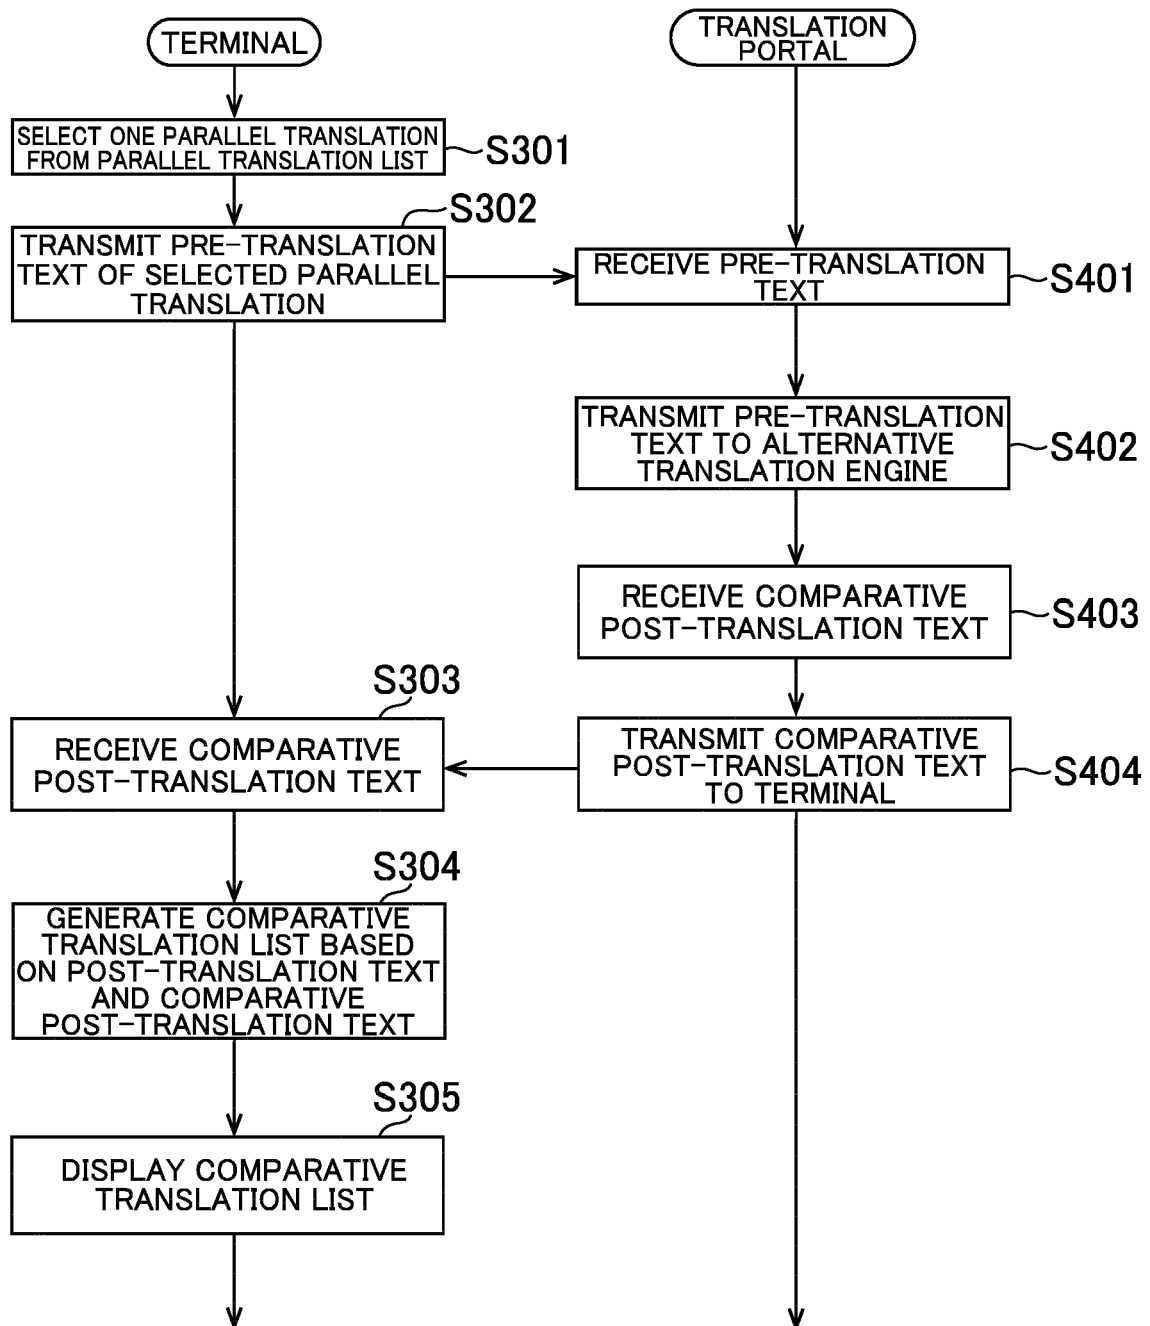 TERMINAL
TRANSLATION
PORTAL
SELECT ONE PARALLEL TRANSLATION
FROM PARALLEL TRANSLATION LIST
S301
S302
TRANSMIT PRE-TRANSLATION
TEXT OF SELECTED PARALLEL
TRANSLATION
RECEIVE PRE-TRANSLATION
TEXT
S401
TRANSMIT PRE-TRANSLATION
TEXT TO ALTERNATIVE
TRANSLATION ENGINE
S402
RECEIVE COMPARATIVE
POST-TRANSLATION TEXT
S403
S303
RECEIVE COMPARATIVE
POST-TRANSLATION TEXT
TRANSMIT COMPARATIVE
POST-TRANSLATION TEXT
TO TERMINAL
S404
S304
GENERATE COMPARATIVE
TRANSLATION LIST BASED
ON POST-TRANSLATION TEXT
AND COMPARATIVE
POST-TRANSLATION TEXT
S305
DISPLAY COMPARATIVE
TRANSLATION LIST